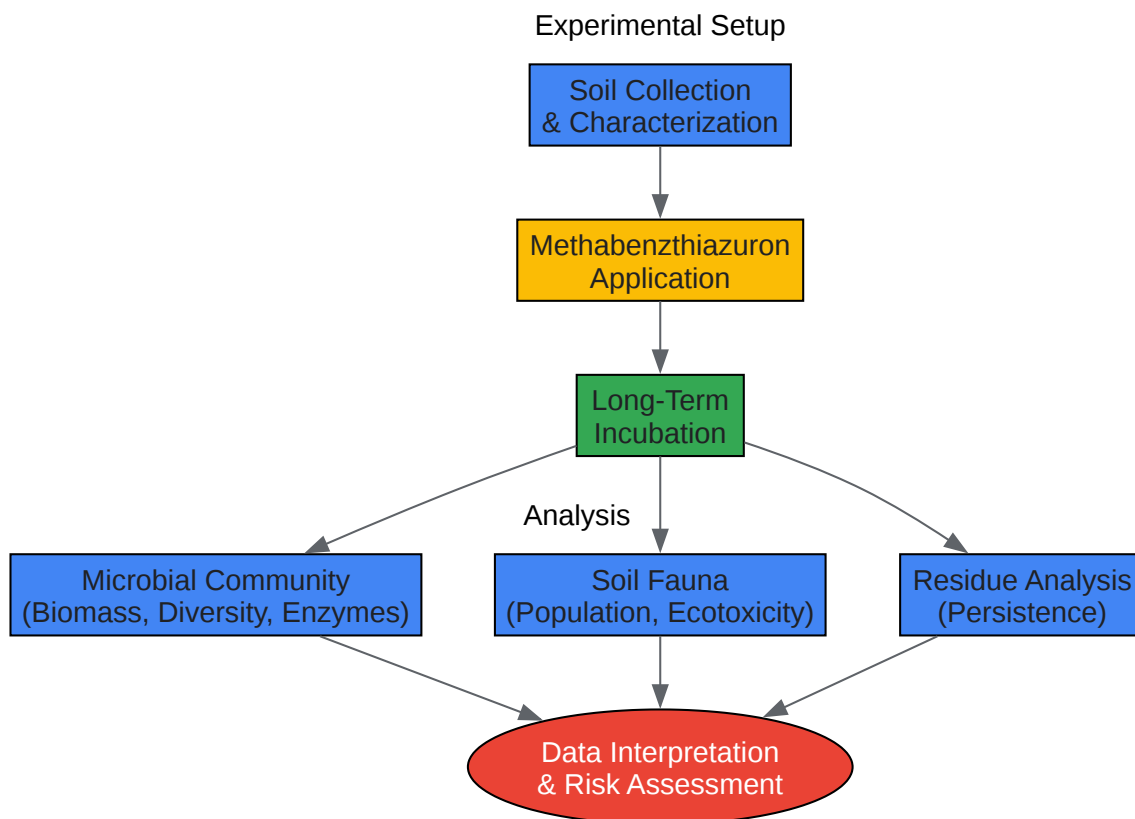 Experimental Setup
Soil Collection
& Characterization
Methabenzthiazuron
Application
Long-Term
Incubation
Analysis
Microbial Community
(Biomass, Diversity, Enzymes)
Soil Fauna
(Population, Ecotoxicity)
Residue Analysis
(Persistence)
Data Interpretation
& Risk Assessment